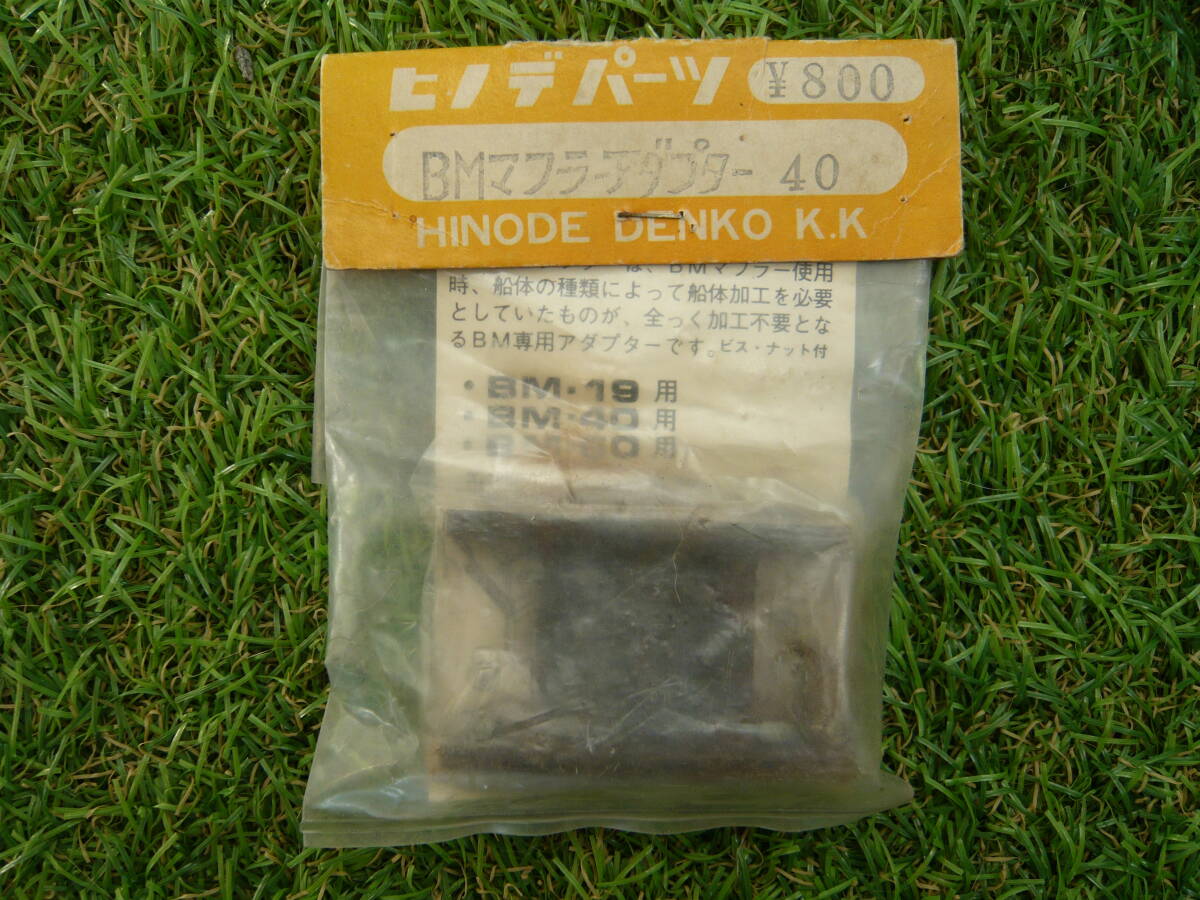 ヒノデパーツ ¥800
BMマフラーアダプター 40
HINODE DENKO K.K
は、BMマフラー使用
時、船体の種類によって船体加工を必要
としていたものが、全っく加工不要とな
るBM専用アダプターです。ビス・ナット付
・BM-19用
・BM-40用